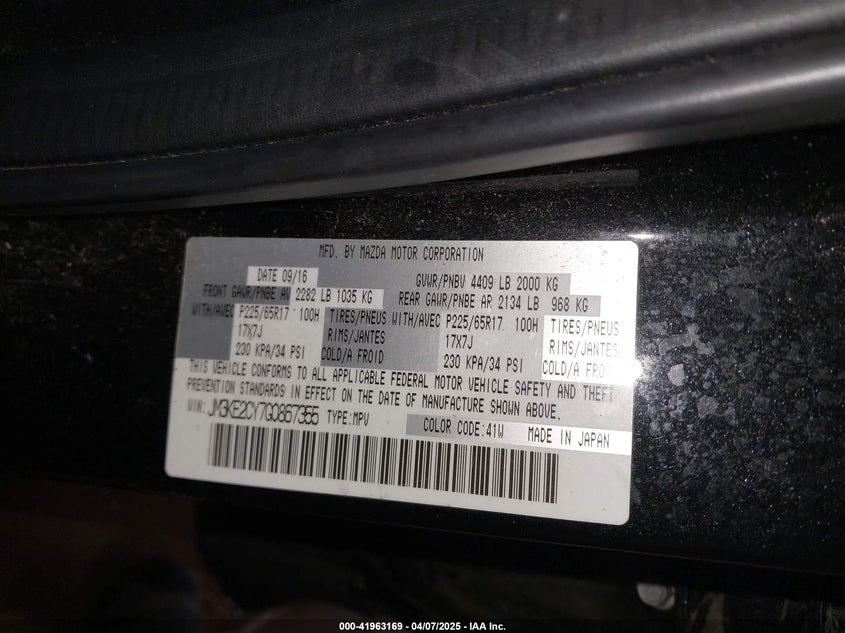 MFD. BY MAZDA MOTOR CORPORATION
DATE 09/16 GVWR/PNBV 4409 LB 2000 KG
FRONT GAWR/PNBE AV 2282 LB 1035 KG REAR GAWR/PNBE AR 2134 LB 968 KG
WITH/AVEC P225/65R17 100H TIRES/PNEUS WITH/AVEC P225/65R17 100H TIRES/PNEUS
17X7J RIMS/JANTES 17X7J RIMS/JANTES
230 KPA/34 PSI COLD/A FROID 230 KPA/34 PSI COLD/A FROID
THIS VEHICLE CONFORMS TO ALL APPLICABLE FEDERAL MOTOR VEHICLE SAFETY AND THEFT
PREVENTION STANDARDS IN EFFECT ON THE DATE OF MANUFACTURE SHOWN ABOVE.
VIN: JM3KE2CY7G0867355 TYPE:MPV COLOR CODE:41W MADE IN JAPAN
000-41963169 - 04/07/2025 - IAA Inc.